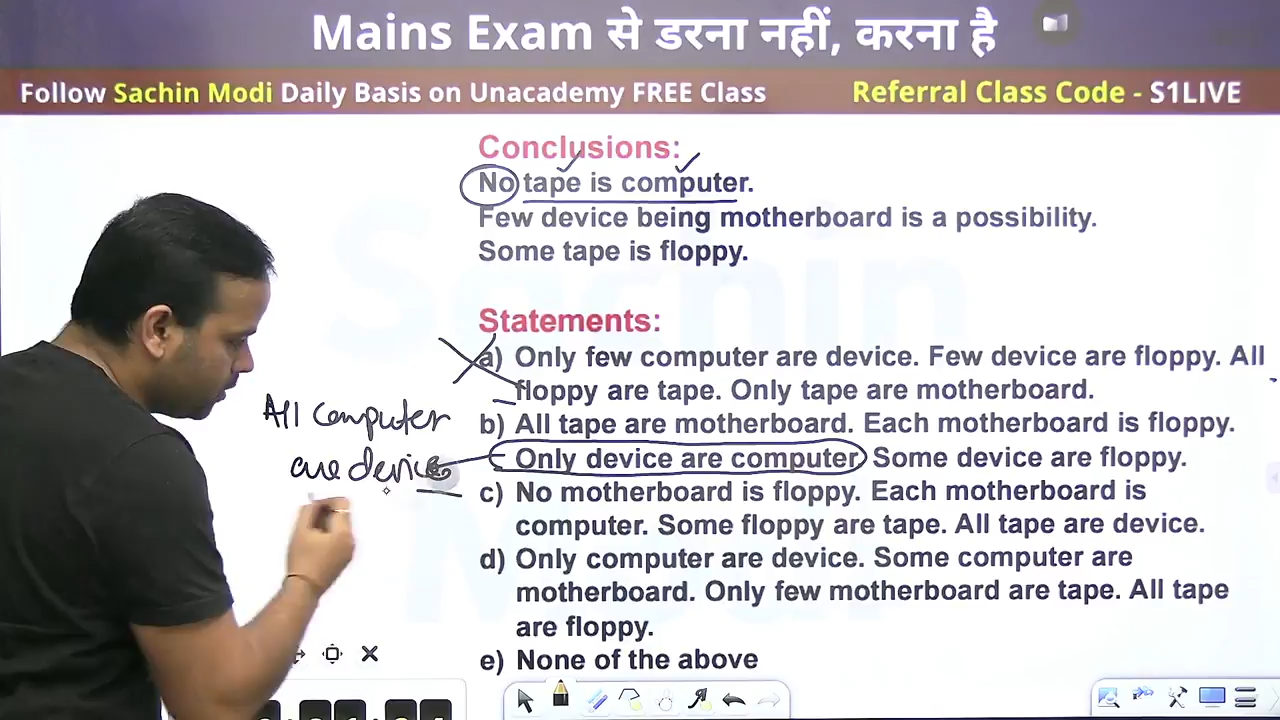 Mains Exam से डरना नहीं, करना है
Follow Sachin Modi Daily Basis on Unacademy FREE Class
Referral Class Code - S1LIVE
Conclusions:
No tape is computer.
Few device being motherboard is a possibility.
Some tape is floppy.
Statements:
a) Only few computer are device. Few device are floppy. All
floppy are tape. Only tape are motherboard.
All computer
b) All tape are motherboard. Each motherboard is floppy.
are device
Only device are computer. Some device are floppy.
c) No motherboard is floppy. Each motherboard is
computer. Some floppy are tape. All tape are device.
d) Only computer are device. Some computer are
motherboard. Only few motherboard are tape. All tape
are floppy.
e) None of the above